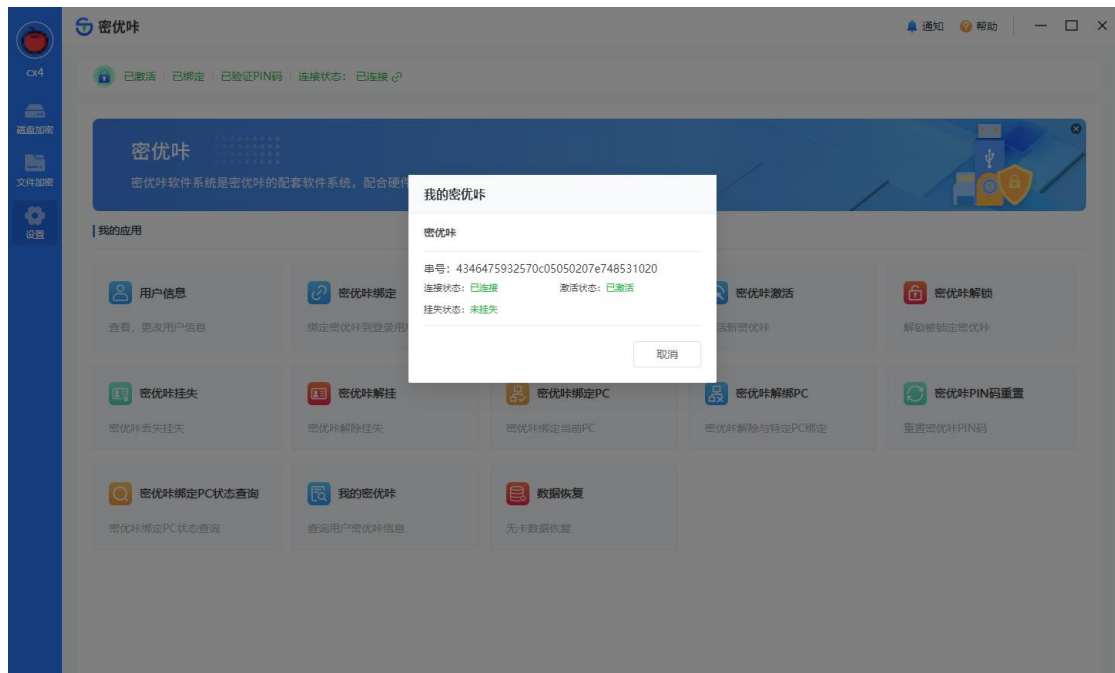 密优咔
通知
帮助
cx4
已激活
已绑定
已验证PIN码
连接状态： 已连接
磁盘加密
文件加密
设置
密优咔
密优咔软件系统是密优咔的配套软件系统，配合硬件
我的应用
我的密优咔
密优咔
串号：4346475932570c05050207e748531020
连接状态：已连接
激活状态：已激活
挂失状态：未挂失
取消
用户信息
查看，更改用户信息
密优咔绑定
绑定密优咔到登录用
密优咔激活
活新密优咔
密优咔解锁
解锁被锁定密优咔
密优咔挂失
密优咔丢失挂失
密优咔解挂
密优咔解除挂失
密优咔绑定PC
密优咔绑定当前PC
密优咔解绑PC
密优咔解除与特定PC绑定
密优咔PIN码重置
重置密优咔PIN码
密优咔绑定PC状态查询
密优咔绑定PC状态查询
我的密优咔
查询用户密优咔信息
数据恢复
无卡数据恢复